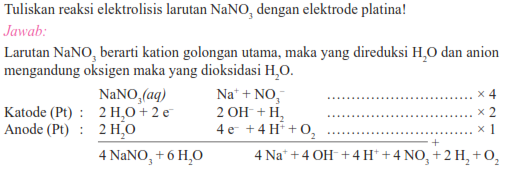 Tuliskan reaksi elektrolisis larutan NaNO₃ dengan elektrode platina!
Jawab:
Larutan NaNO₃ berarti kation golongan utama, maka yang direduksi H₂O dan anion
mengandung oksigen maka yang dioksidasi H₂O.
NaNO₃(aq) Na⁺ + NO₃⁻ .............................. × 4
Katode (Pt) : 2 H₂O + 2 e⁻ 2 OH⁻ + H₂ .............................. × 2
Anode (Pt) : 2 H₂O 4 e⁻ + 4 H⁺ + O₂ .............................. × 1
+
4 NaNO₃ + 6 H₂O 4 Na⁺ + 4 OH⁻ + 4 H⁺ + 4 NO₃ + 2 H₂ + O₂